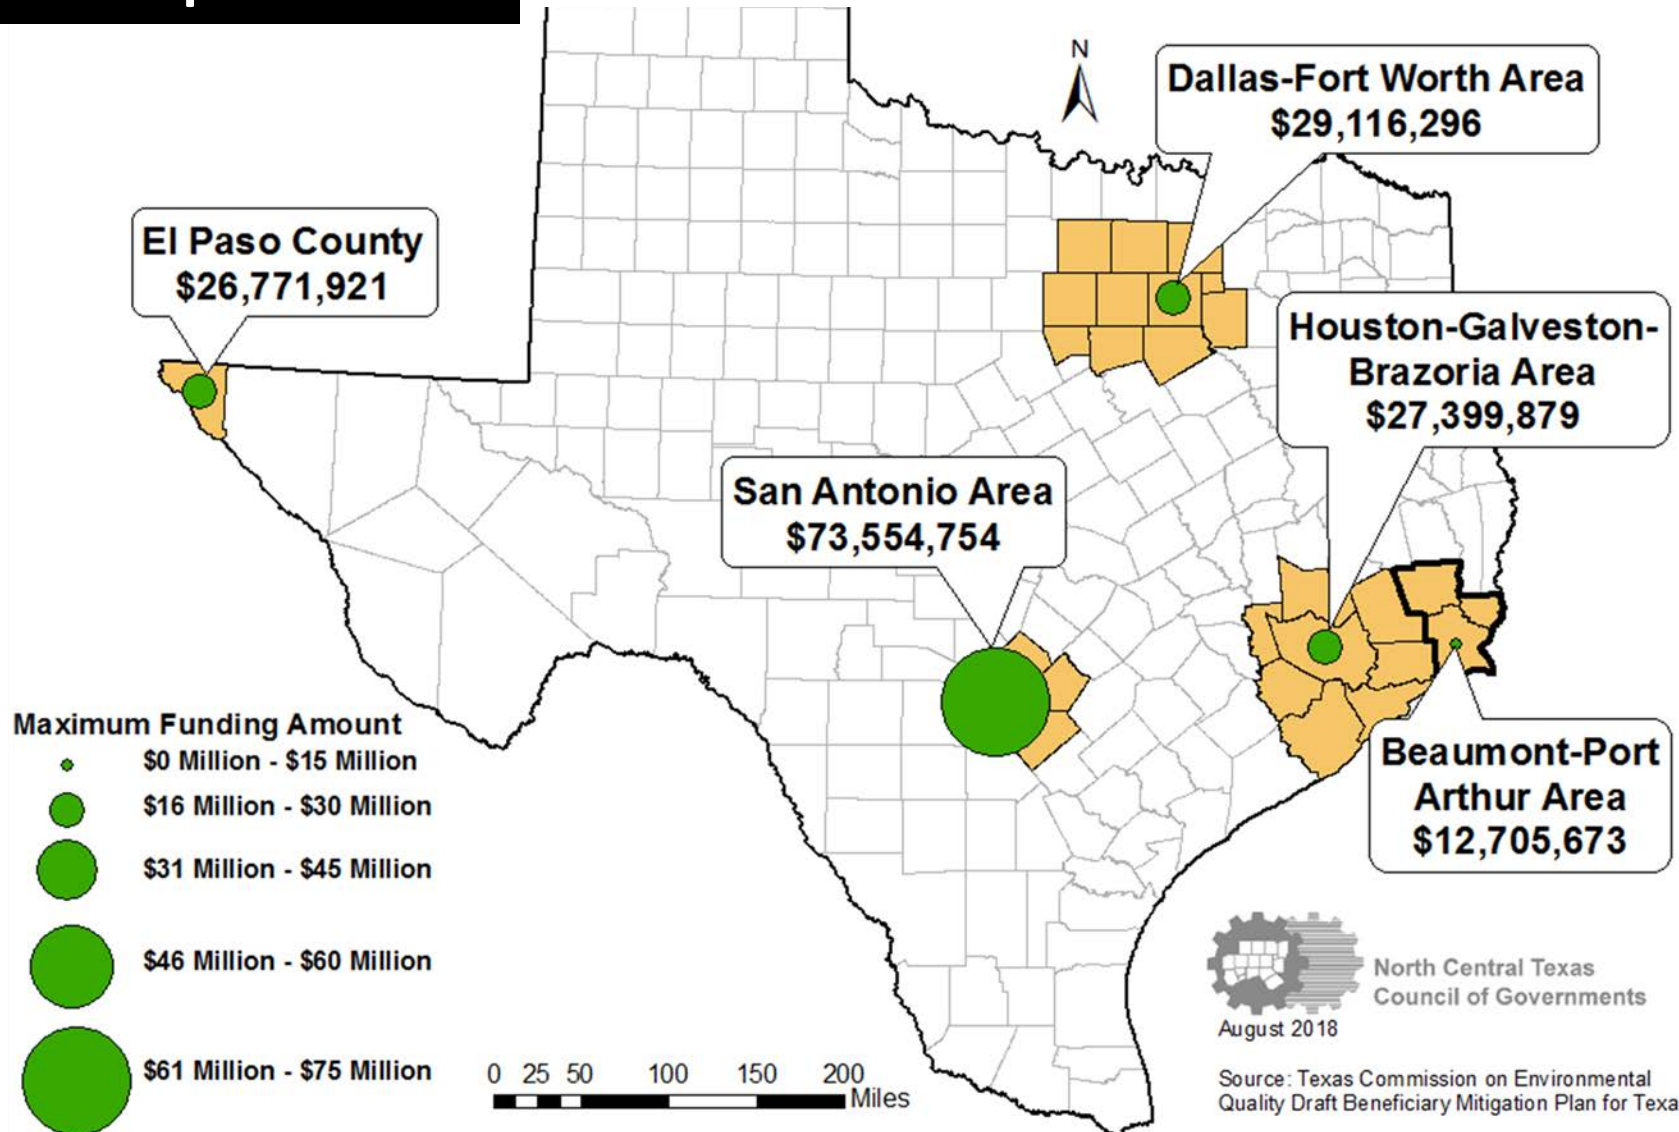 N
Dallas-Fort Worth Area
$29,116,296
El Paso County
$26,771,921
Houston-Galveston-
Brazoria Area
$27,399,879
San Antonio Area
$73,554,754
Beaumont-Port
Arthur Area
$12,705,673
Maximum Funding Amount
$0 Million - $15 Million
$16 Million - $30 Million
$31 Million - $45 Million
$46 Million - $60 Million
$61 Million - $75 Million
0 25 50 100 150 200
Miles
North Central Texas
Council of Governments
August 2018
Source: Texas Commission on Environmental
Quality Draft Beneficiary Mitigation Plan for Texa